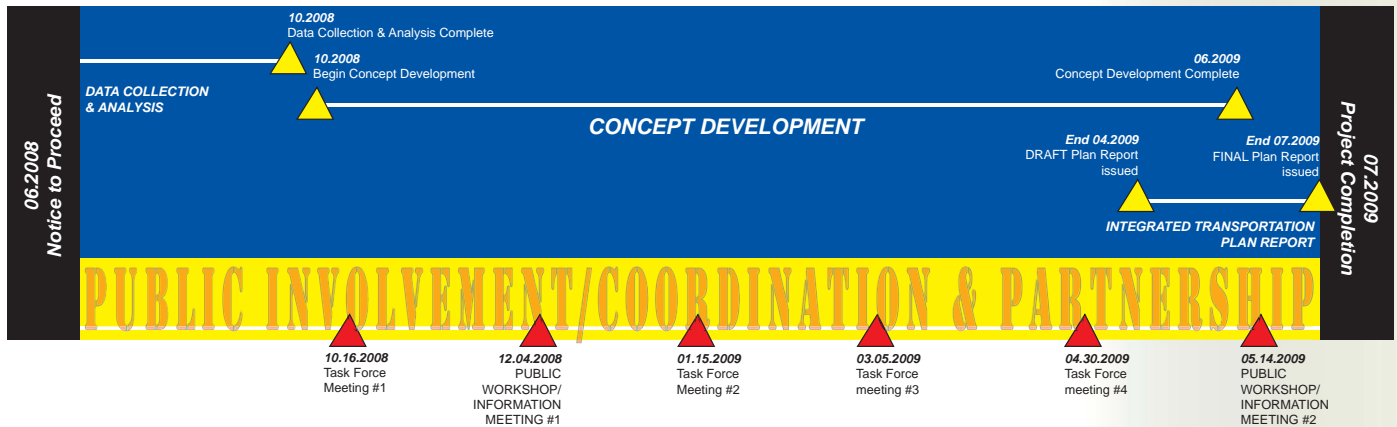 06.2008
Notice to Proceed
10.2008
Data Collection & Analysis Complete
DATA COLLECTION
& ANALYSIS
10.2008
Begin Concept Development
06.2009
Concept Development Complete
CONCEPT DEVELOPMENT
End 04.2009
DRAFT Plan Report
issued
End 07.2009
FINAL Plan Report
issued
INTEGRATED TRANSPORTATION
PLAN REPORT
07.2009
Project Completion
PUBLIC INVOLVEMENT/COORDINATION & PARTNERSHIP
10.16.2008
Task Force
Meeting #1
12.04.2008
PUBLIC
WORKSHOP/
INFORMATION
MEETING #1
01.15.2009
Task Force
Meeting #2
03.05.2009
Task Force
meeting #3
04.30.2009
Task Force
meeting #4
05.14.2009
PUBLIC
WORKSHOP/
INFORMATION
MEETING #2